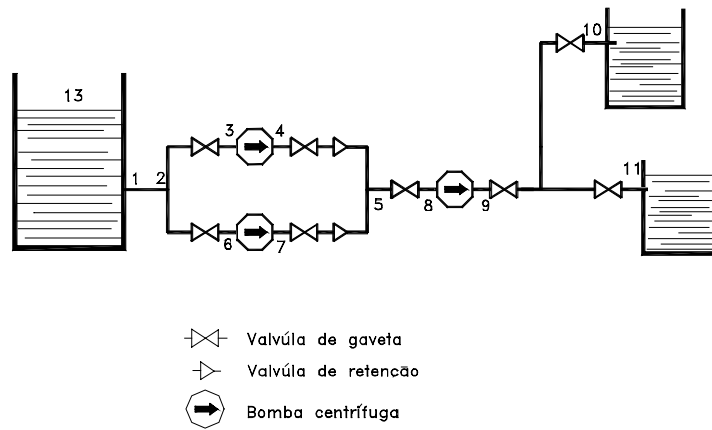 10
13
3 4
11
1 2
5 8 9
6 7
Valvúla de gaveta
Valvúla de retenção
Bomba centrífuga